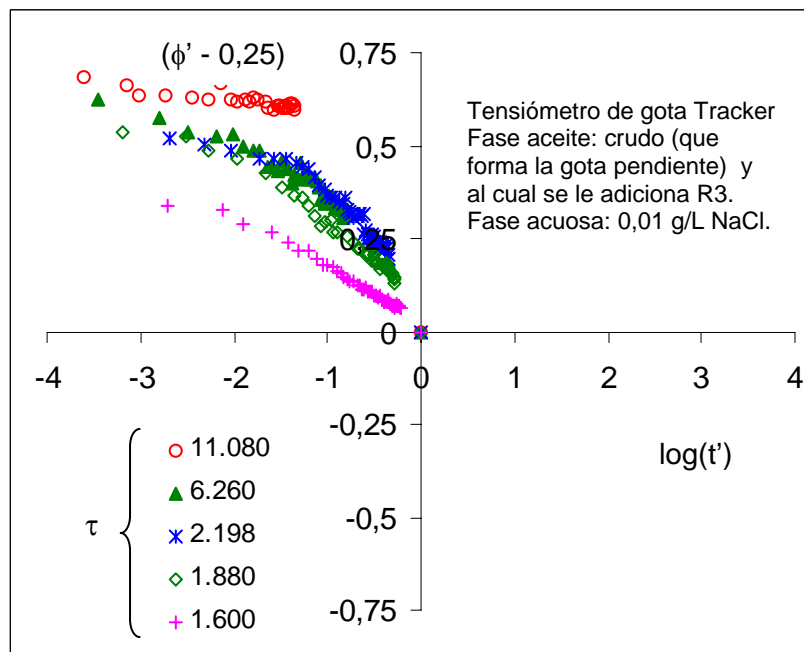 (ϕ' - 0,25)
0,75
0,5
0,25
0
-0,25
-0,5
-0,75
Tensiómetro de gota Tracker
Fase aceite: crudo (que
forma la gota pendiente) y
al cual se le adiciona R3.
Fase acuosa: 0,01 g/L NaCl.
-4 -3 -2 -1 0 1 2 3 4
log(t')
τ
11.080
6.260
2.198
1.880
1.600